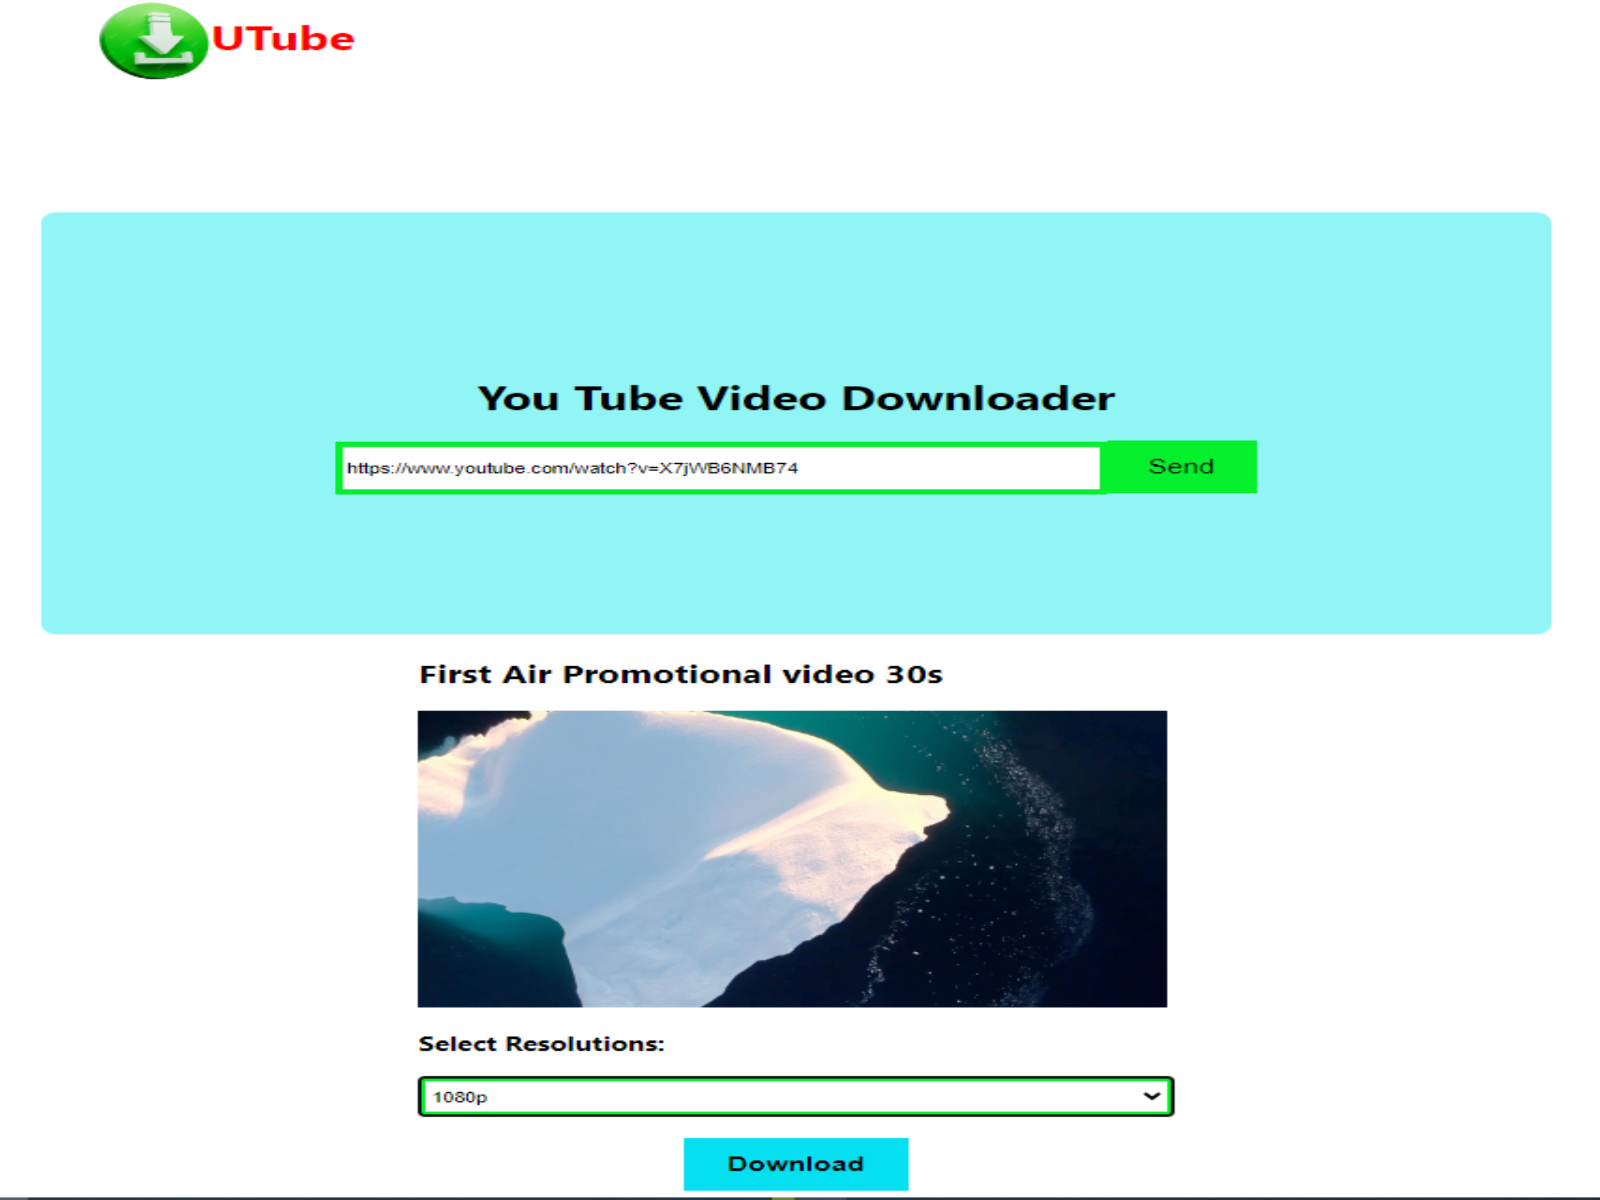 UTube
You Tube Video Downloader
https://www.youtube.com/watch?v=X7jWB6NMB74
Send
First Air Promotional video 30s
Select Resolutions:
1080p
Download